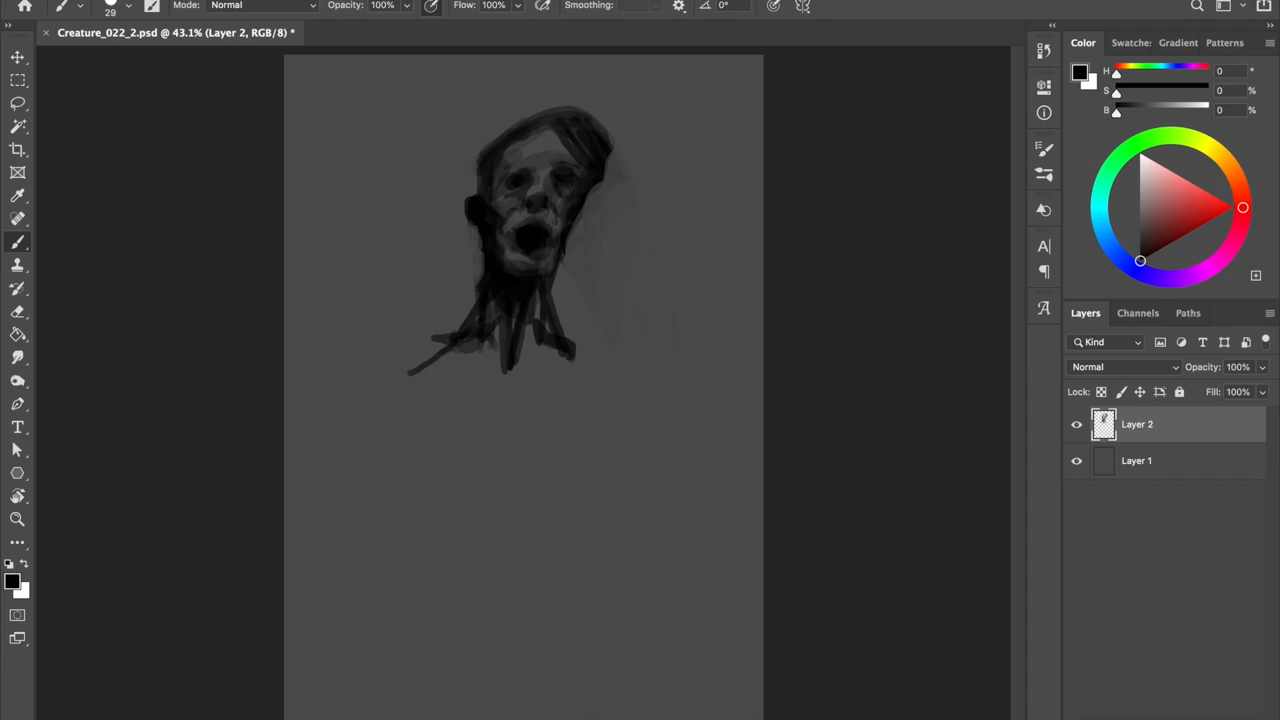 29 Mode: Normal Opacity: 100% Flow: 100% Smoothing: 0°
Creature_022_2.psd @ 43.1% (Layer 2, RGB/8) *
Color Swatche: Gradient Patterns
H 0 °
S 0 %
B 0 %
Layers Channels Paths
Kind
Normal Opacity: 100%
Lock: Fill: 100%
Layer 2
Layer 1